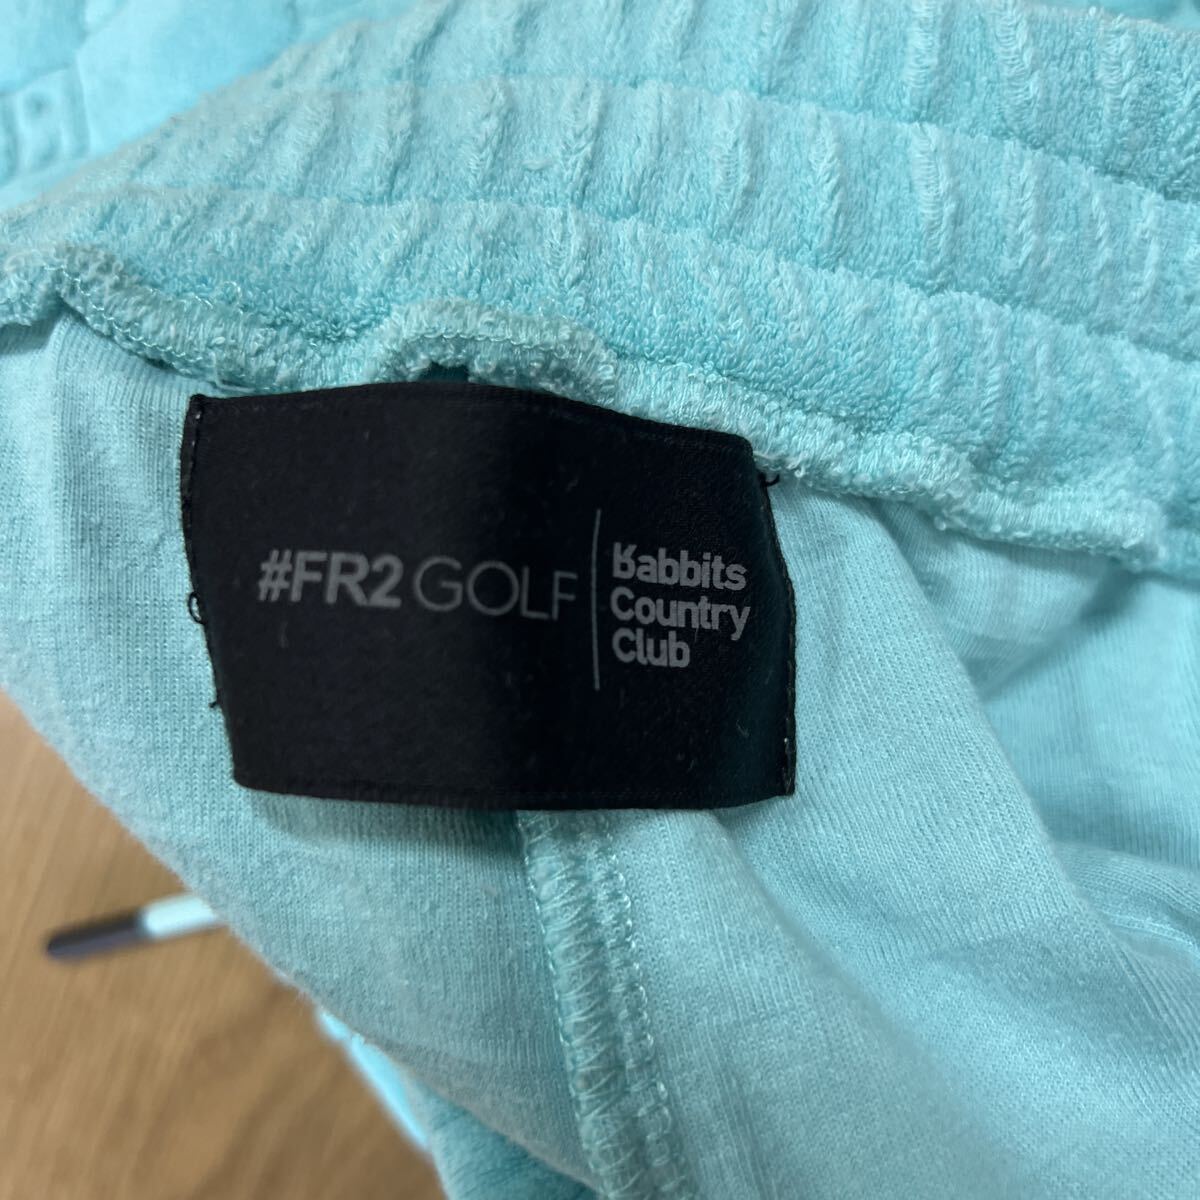 #FR2 GOLF
Rabbits
Country
Club